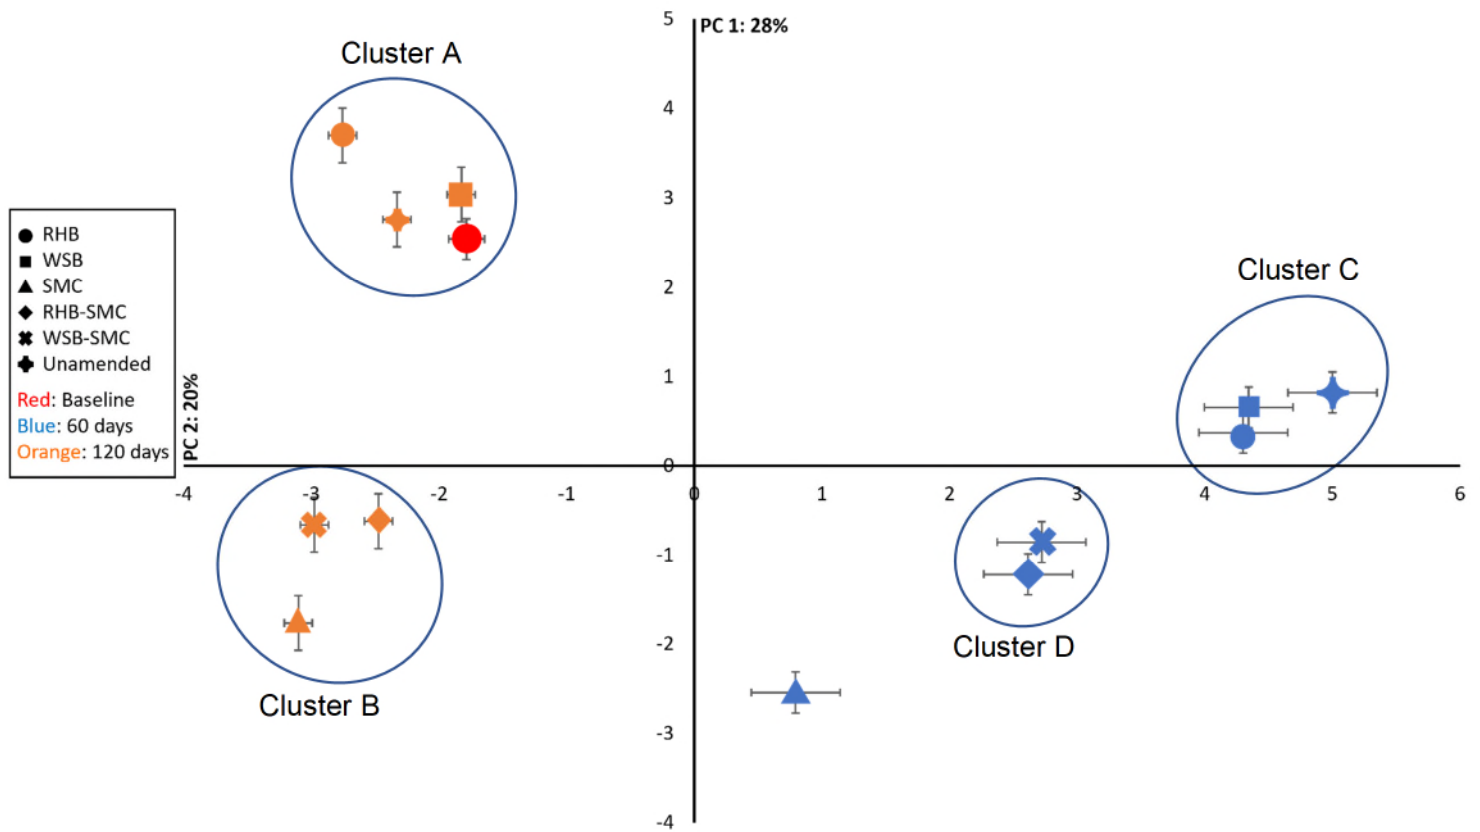 5
PC 1: 28%
Cluster A
4
3
RHB
WSB
SMC
RHB-SMC
WSB-SMC
Unamended
Red: Baseline
Blue: 60 days
Orange: 120 days
PC 2: 20%
2
Cluster C
1
0
-4 -3 -2 -1 0 1 2 3 4 5 6
-1
-2
Cluster D
Cluster B
-3
-4